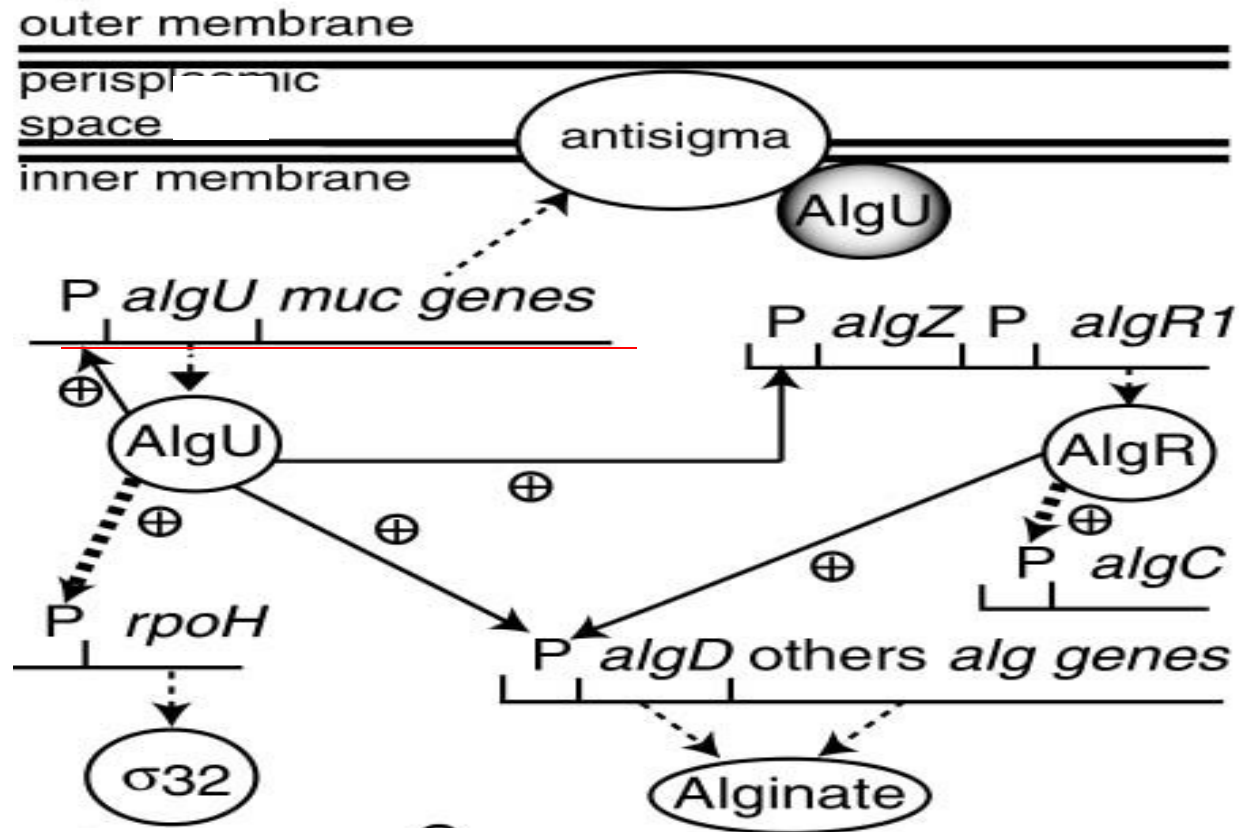 outer membrane
perisplasmic
space
antisigma
inner membrane
AlgU
P algU muc genes
P algZ P algR1
⊕
AlgU
AlgR
⊕
⊕
⊕
⊕
⊕
P algC
P rpoH
P algD others alg genes
σ32
Alginate